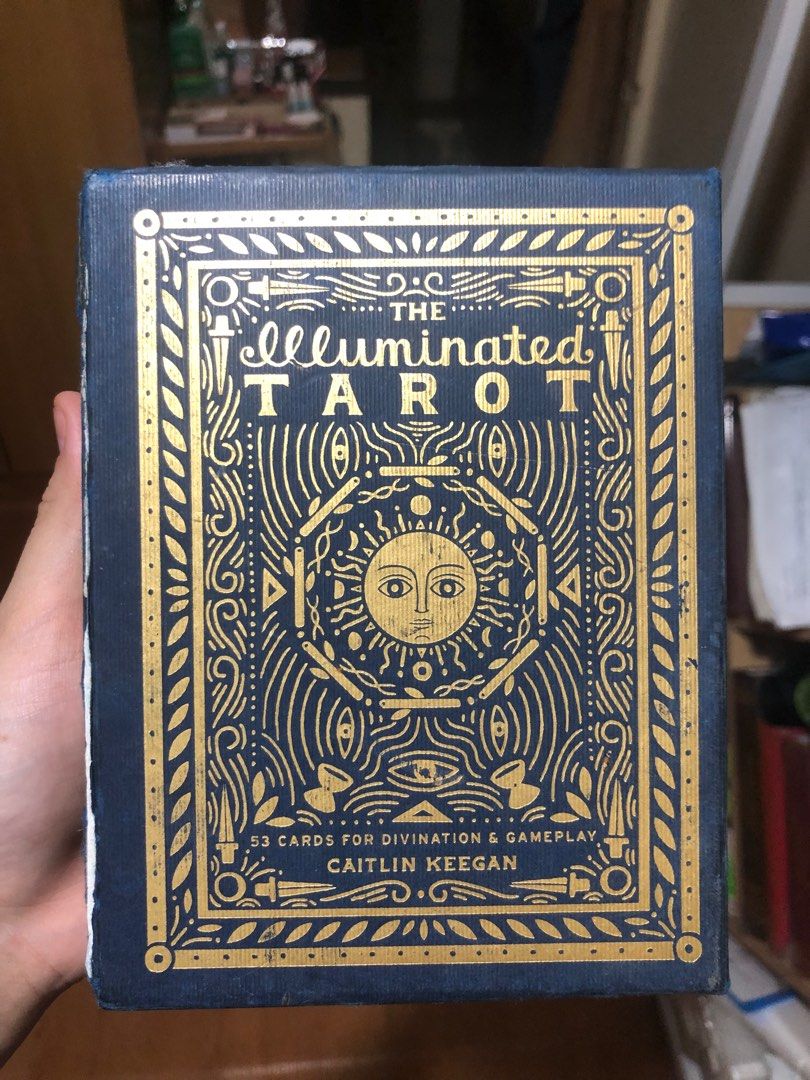 THE
Illuminated
TAROT
53 CARDS FOR DIVINATION & GAMEPLAY
CAITLIN KEEGAN